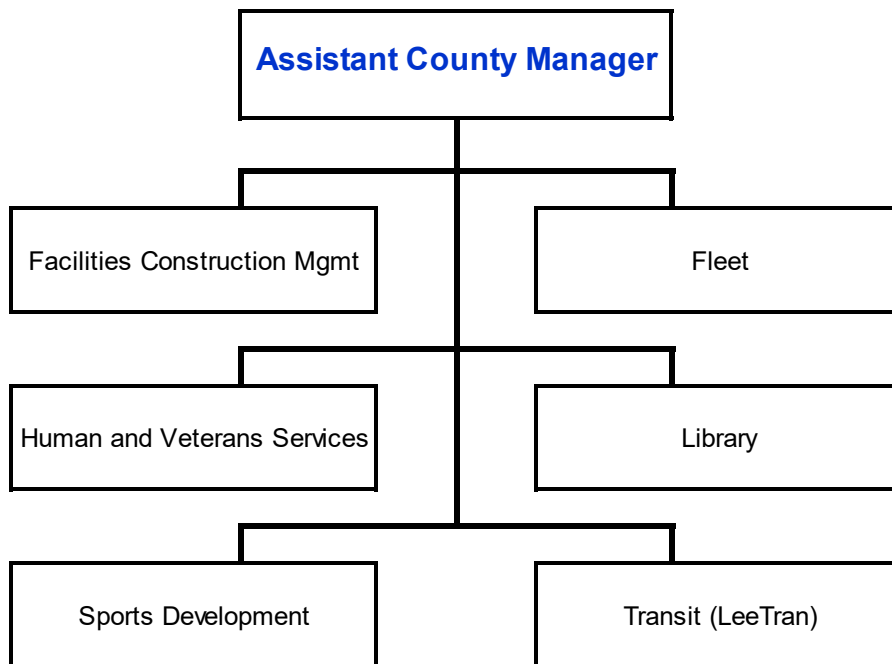 Assistant County Manager
Facilities Construction Mgmt
Fleet
Human and Veterans Services
Library
Sports Development
Transit (LeeTran)